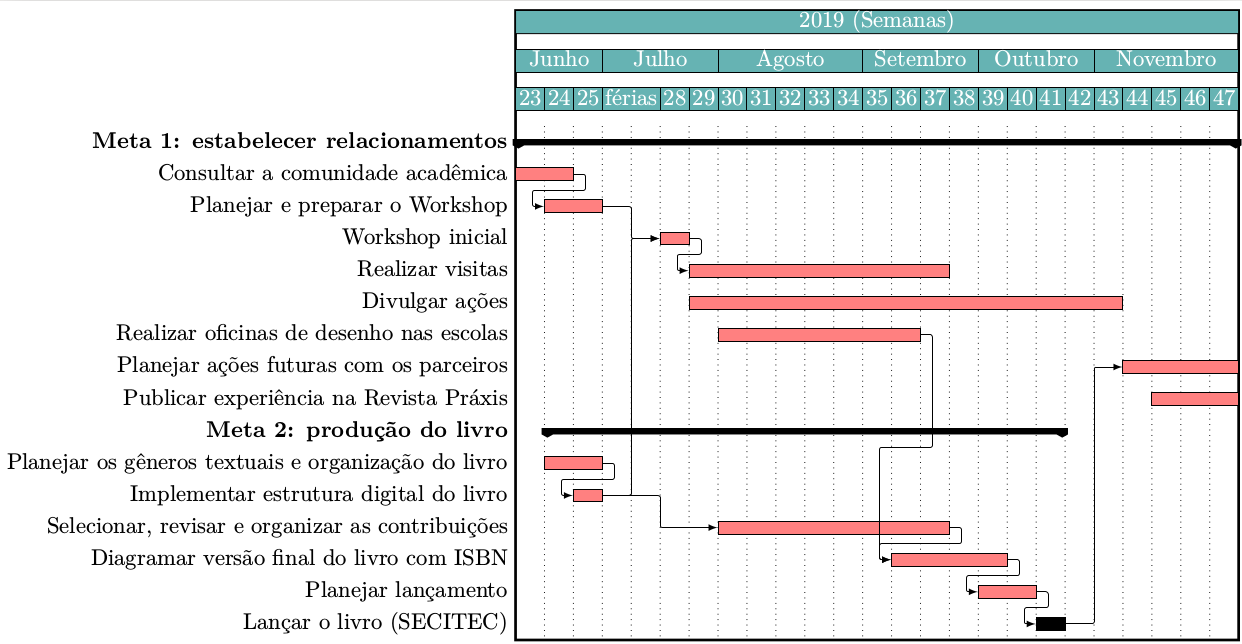 2019 (Semanas)
Junho Julho Agosto Setembro Outubro Novembro
23 24 25 férias 28 29 30 31 32 33 34 35 36 37 38 39 40 41 42 43 44 45 46 47
Meta 1: estabelecer relacionamentos
Consultar a comunidade acadêmica
Planejar e preparar o Workshop
Workshop inicial
Realizar visitas
Divulgar ações
Realizar oficinas de desenho nas escolas
Planejar ações futuras com os parceiros
Publicar experiência na Revista Práxis
Meta 2: produção do livro
Planejar os gêneros textuais e organização do livro
Implementar estrutura digital do livro
Selecionar, revisar e organizar as contribuições
Diagramar versão final do livro com ISBN
Planejar lançamento
Lançar o livro (SECITEC)